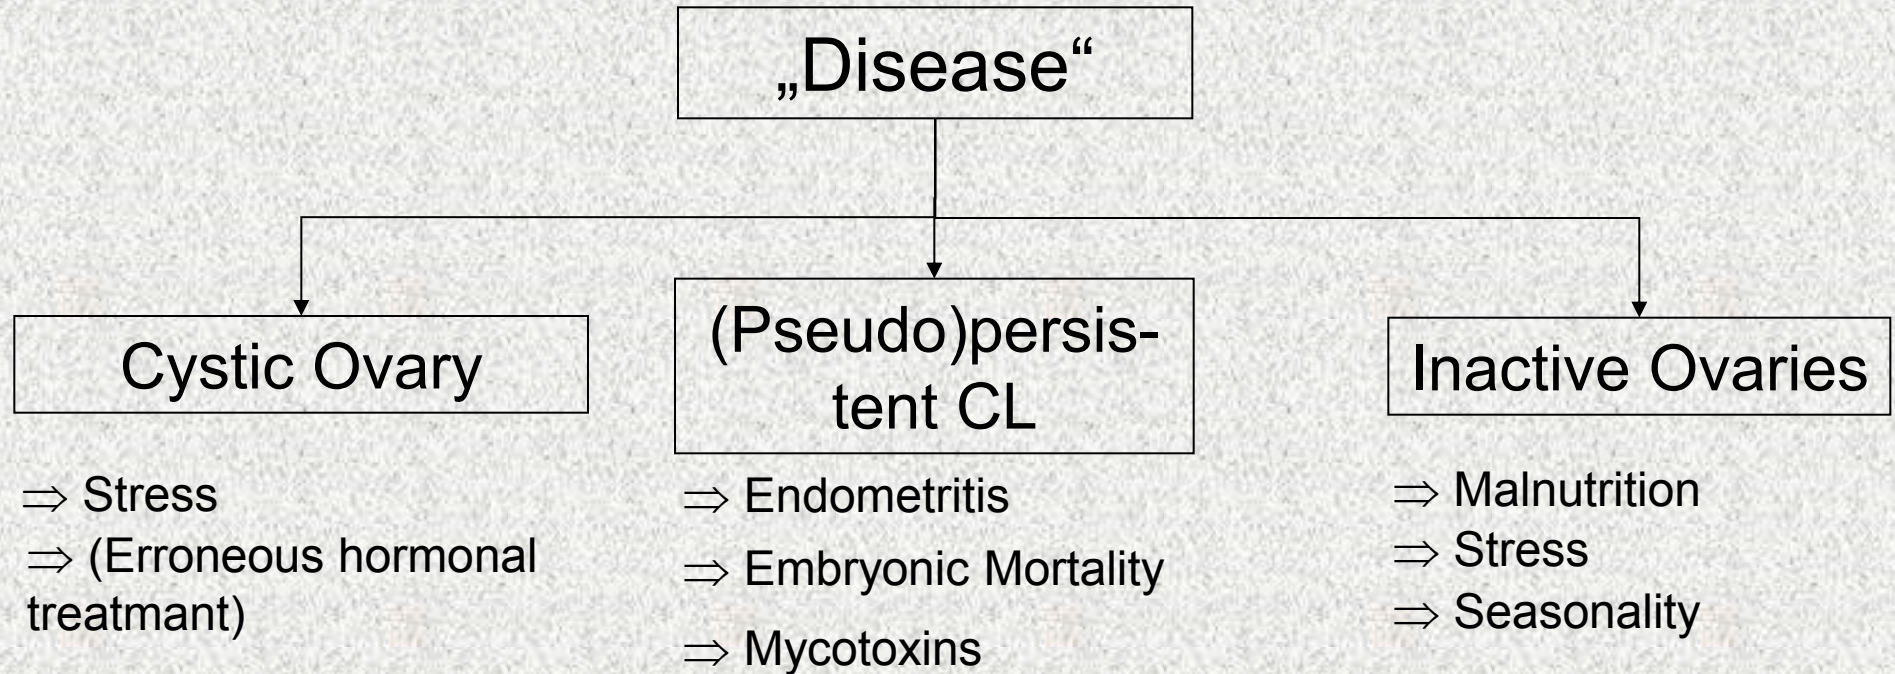 „Disease“
Cystic Ovary
⇒ Stress
⇒ (Erroneous hormonal
treatmant)
(Pseudo)persis-
tent CL
⇒ Endometritis
⇒ Embryonic Mortality
⇒ Mycotoxins
Inactive Ovaries
⇒ Malnutrition
⇒ Stress
⇒ Seasonality